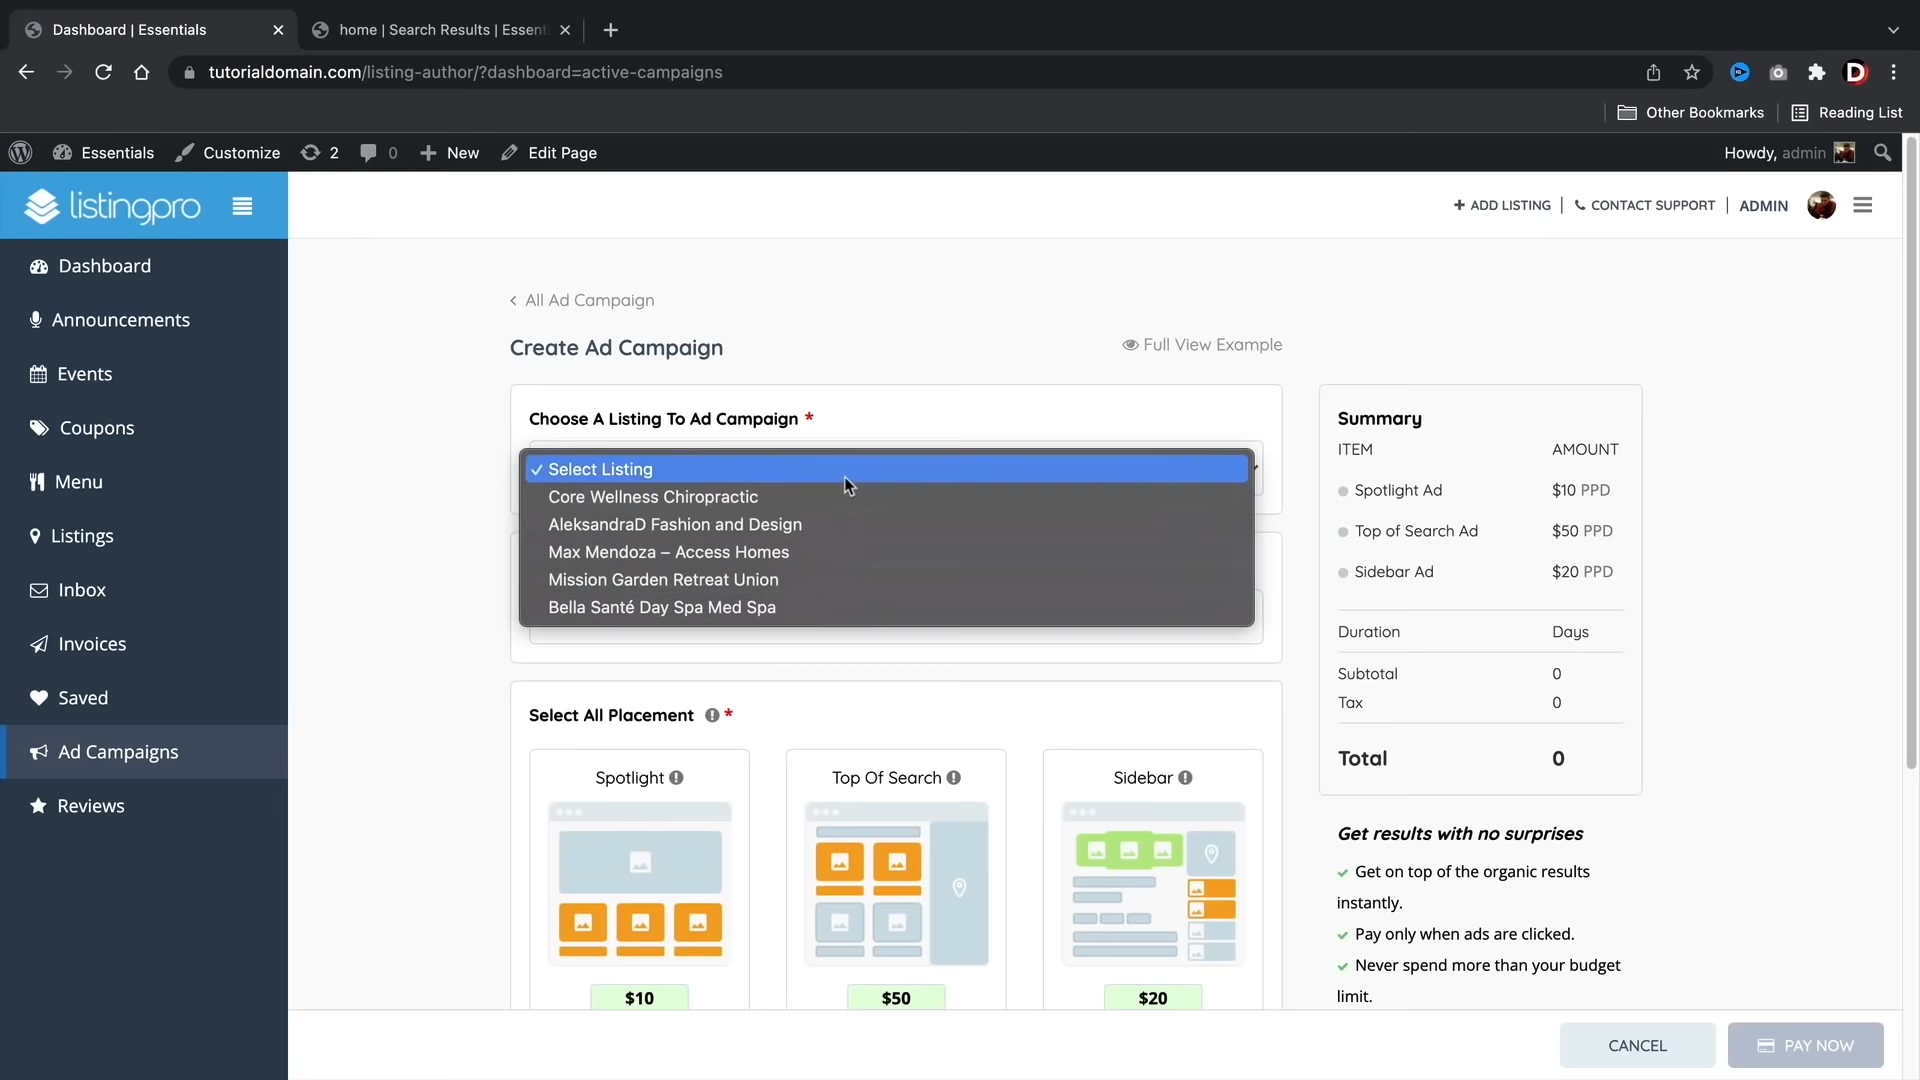 Dashboard | Essentials
home | Search Results | Essent
tutorialdomain.com/listing-author/?dashboard=active-campaigns
Other Bookmarks
Reading List
Essentials
Customize
2
0
New
Edit Page
Howdy, admin
listingpro
+ ADD LISTING
CONTACT SUPPORT
ADMIN
Dashboard
Announcements
Events
Coupons
Menu
Listings
Inbox
Invoices
Saved
Ad Campaigns
Reviews
< All Ad Campaign
Create Ad Campaign
Full View Example
Choose A Listing To Ad Campaign *
✓ Select Listing
Core Wellness Chiropractic
AleksandraD Fashion and Design
Max Mendoza – Access Homes
Mission Garden Retreat Union
Bella Santé Day Spa Med Spa
Select All Placement *
Spotlight
Top Of Search
Sidebar
$10
$50
$20
Summary
ITEM AMOUNT
Spotlight Ad $10 PPD
Top of Search Ad $50 PPD
Sidebar Ad $20 PPD
Duration Days
Subtotal 0
Tax 0
Total 0
Get results with no surprises
Get on top of the organic results
instantly.
Pay only when ads are clicked.
Never spend more than your budget
limit.
CANCEL
PAY NOW